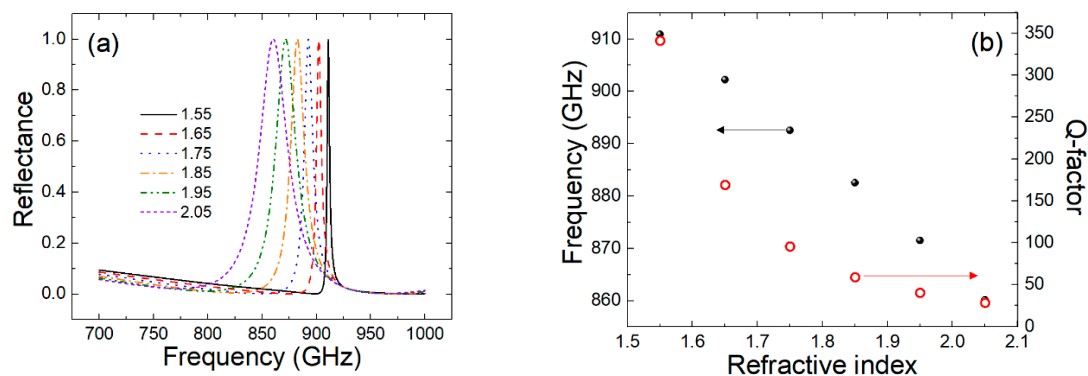 (a)
1.0
0.8
0.6
0.4
0.2
0.0
Reflectance
1.55
1.65
1.75
1.85
1.95
2.05
700 750 800 850 900 950 1000
Frequency (GHz)
(b)
910
900
890
880
870
860
Frequency (GHz)
350
300
250
200
150
100
50
0
Q-factor
1.5 1.6 1.7 1.8 1.9 2.0 2.1
Refractive index